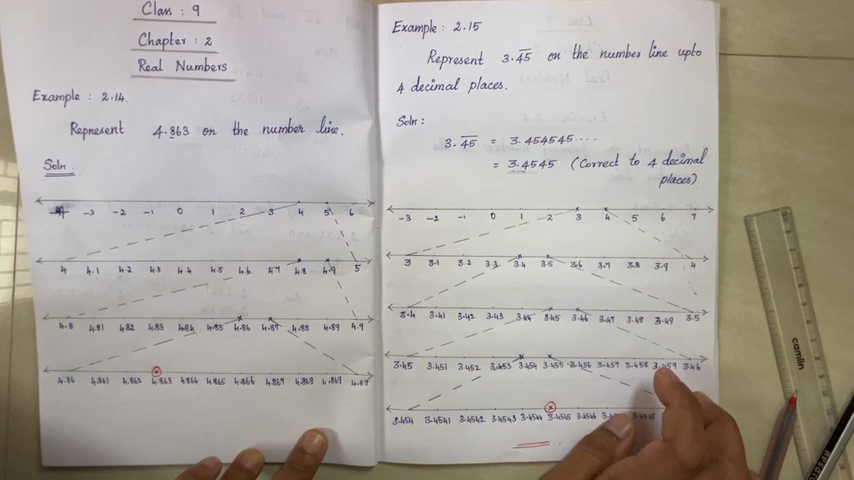 Class : 9
Chapter : 2
Real Numbers
Example : 2.14.
Represent 4.863 on the number line.
Soln :
-3 -2 -1 0 1 2 3 4 5 6
4 4.1 4.2 4.3 4.4 4.5 4.6 4.7 4.8 4.9 5
4.8 4.81 4.82 4.83 4.84 4.85 4.86 4.87 4.88 4.89 4.9
4.86 4.861 4.862 4.863 4.864 4.865 4.866 4.867 4.868 4.869 4.87
Example : 2.15
Represent 3.4̅5̅ on the number line upto
4 decimal places.
Soln :
3.4̅5̅ = 3.454545....
= 3.4545 (Correct to 4 decimal
places)
-3 -2 -1 0 1 2 3 4 5 6 7
3 3.1 3.2 3.3 3.4 3.5 3.6 3.7 3.8 3.9 4
3.4 3.41 3.42 3.43 3.44 3.45 3.46 3.47 3.48 3.49 3.5
3.45 3.451 3.452 3.453 3.454 3.455 3.456 3.457 3.458 3.459 3.46
3.454 3.4541 3.4542 3.4543 3.4544 3.4545 3.4546
camlin